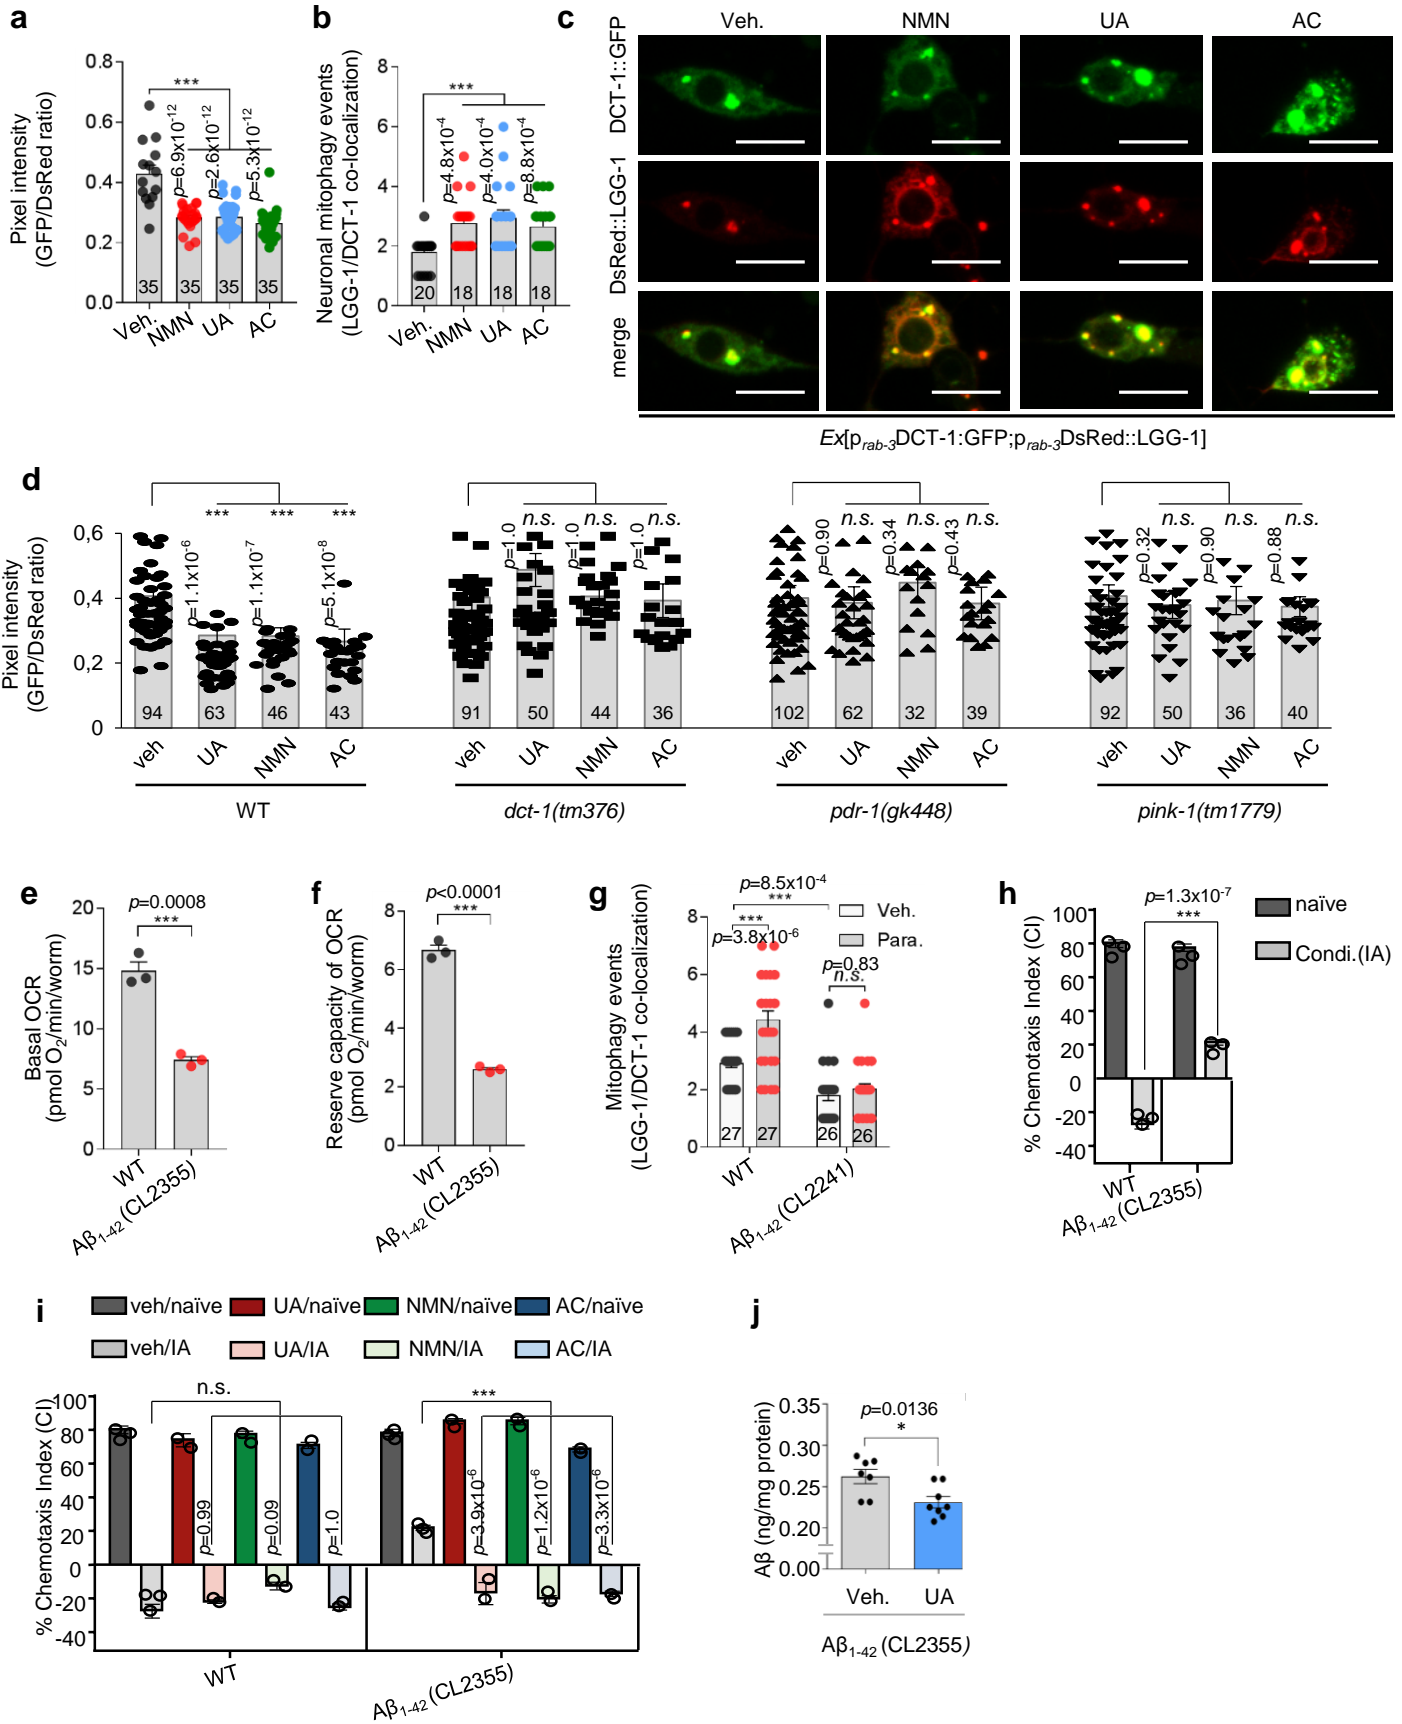 a
Pixel intensity
(GFP/DsRed ratio)
0.8
0.6
0.4
0.2
0.0
***
p=6.9x10-12
p=2.6x10-12
p=5.3x10-12
35
35
35
35
Veh.
NMN
UA
AC
b
Neuronal mitophagy events
(LGG-1/DCT-1 co-localization)
8
6
4
2
0
***
p=4.8x10-4
p=4.0x10-4
p=8.8x10-4
20
18
18
18
Veh.
NMN
UA
AC
c
Veh.
NMN
UA
AC
DCT-1::GFP
DsRed::LGG-1
merge
Ex[prab-3DCT-1:GFP;prab-3DsRed::LGG-1]
d
Pixel intensity
(GFP/DsRed ratio)
0,6
0,4
0,2
0
***
***
***
p=1.1x10-6
p=1.1x10-7
p=5.1x10-8
94
63
46
43
veh
UA
NMN
AC
WT
n.s.
n.s.
n.s.
p=1.0
p=1.0
p=1.0
91
50
44
36
veh
UA
NMN
AC
dct-1(tm376)
n.s.
n.s.
n.s.
p=0.90
p=0.34
p=0.43
102
62
32
39
veh
UA
NMN
AC
pdr-1(gk448)
n.s.
n.s.
n.s.
p=0.32
p=0.90
p=0.88
92
50
36
40
veh
UA
NMN
AC
pink-1(tm1779)
e
Basal OCR
(pmol O2/min/worm)
20
15
10
5
0
p=0.0008
***
WT
Aβ1-42(CL2355)
f
Reserve capacity of OCR
(pmol O2/min/worm)
8
6
4
2
0
p<0.0001
***
WT
Aβ1-42(CL2355)
g
Mitophagy events
(LGG-1/DCT-1 co-localization)
8
6
4
2
0
p=8.5x10-4
***
***
p=3.8x10-6
p=0.83
n.s.
Veh.
Para.
27
27
26
26
WT
Aβ1-42(CL2241)
h
% Chemotaxis Index (CI)
100
80
60
40
20
0
-20
-40
p=1.3x10-7
***
naïve
Condi.(IA)
WT
Aβ1-42(CL2355)
i
veh/naïve
UA/naïve
NMN/naïve
AC/naïve
veh/IA
UA/IA
NMN/IA
AC/IA
% Chemotaxis Index (CI)
100
80
60
40
20
0
-20
-40
n.s.
p=0.99
p=0.09
p=1.0
***
p=3.9x10-6
p=1.2x10-6
p=3.3x10-6
WT
Aβ1-42(CL2355)
j
Aβ (ng/mg protein)
0.35
0.30
0.25
0.20
0.00
p=0.0136
*
Veh.
UA
Aβ1-42(CL2355)